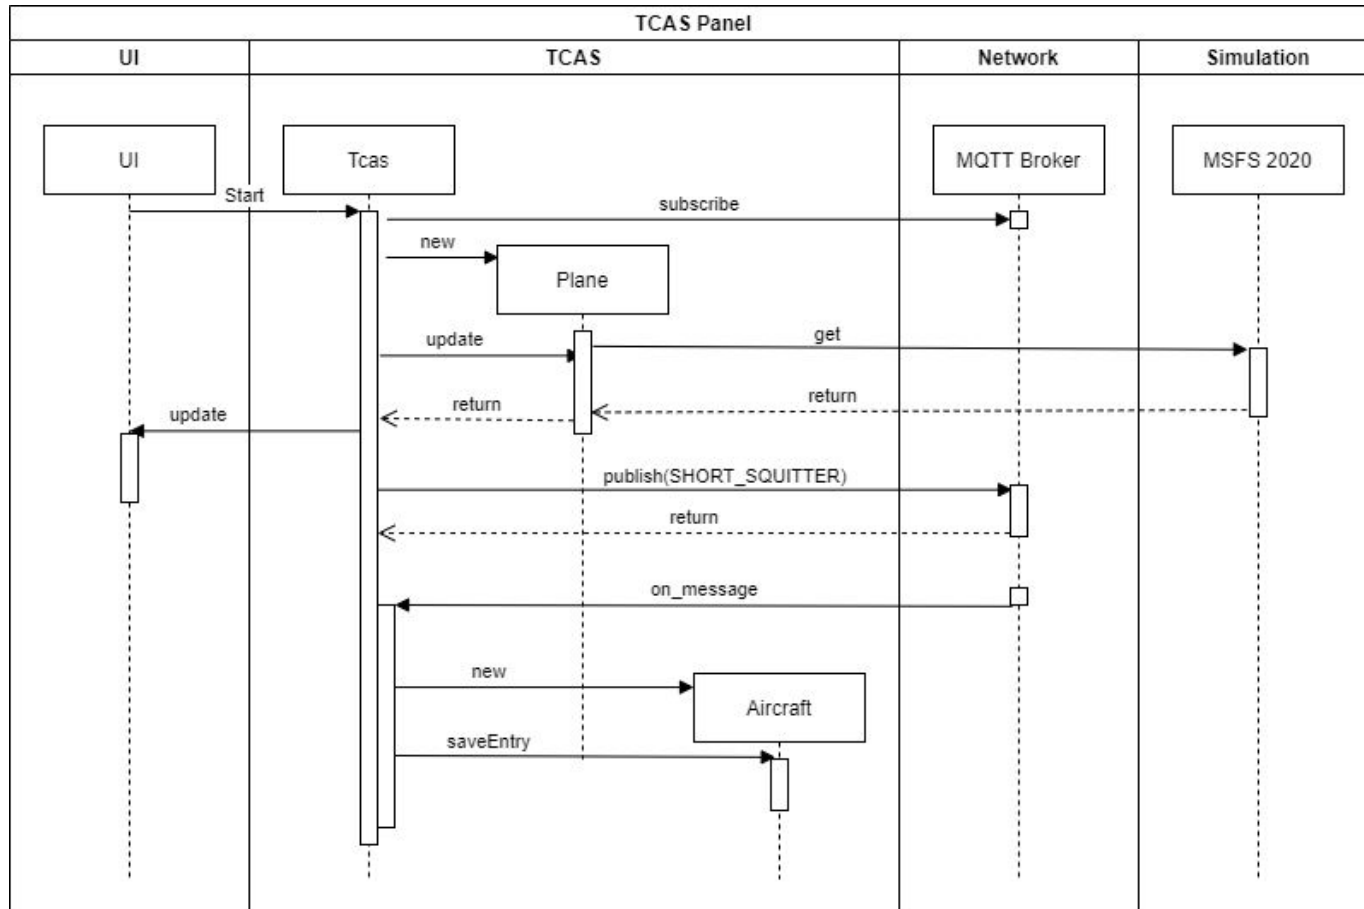 TCAS Panel
UI
TCAS
Network
Simulation
UI
Tcas
MQTT Broker
MSFS 2020
Start
subscribe
new
Plane
update
get
return
return
update
publish(SHORT_SQUITTER)
return
on_message
new
Aircraft
saveEntry